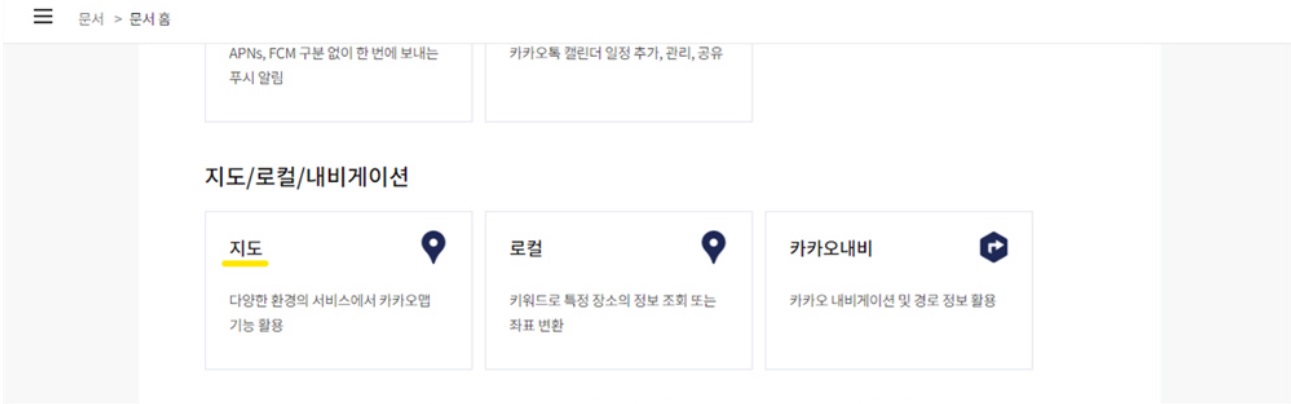 문서 > 문서 홈
APNs, FCM 구분 없이 한 번에 보내는
푸시 알림
카카오톡 캘린더 일정 추가, 관리, 공유
지도/로컬/내비게이션
지도
다양한 환경의 서비스에서 카카오맵
기능 활용
로컬
키워드로 특정 장소의 정보 조회 또는
좌표 변환
카카오내비
카카오 내비게이션 및 경로 정보 활용